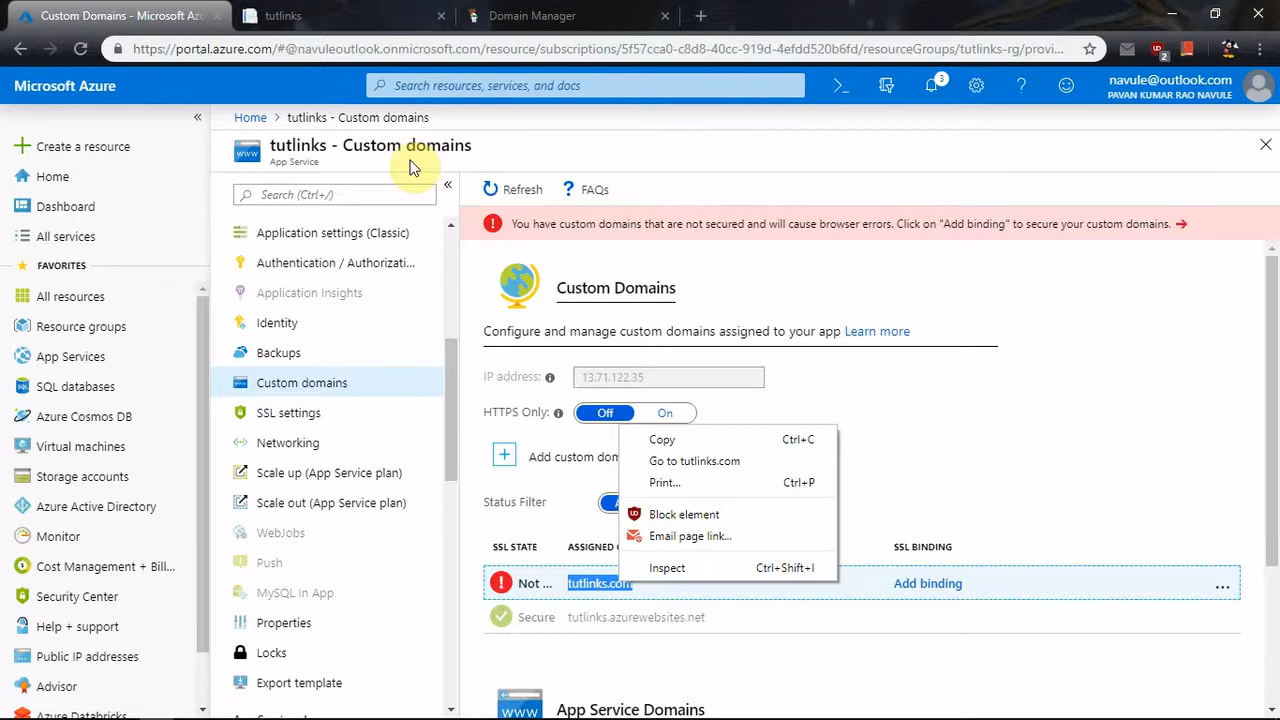 Custom Domains - Microsoft Azu
tutlinks
Domain Manager
https://portal.azure.com/#@navuleoutlook.onmicrosoft.com/resource/subscriptions/5f57cca0-c8d8-40cc-919d-4efdd520b6fd/resourceGroups/tutlinks-rg/provi...
2
Microsoft Azure
Search resources, services, and docs
3
navule@outlook.com
PAVAN KUMAR RAO NAVULE
Create a resource
Home
Dashboard
All services
FAVORITES
All resources
Resource groups
App Services
SQL databases
Azure Cosmos DB
Virtual machines
Storage accounts
Azure Active Directory
Monitor
Cost Management + Bill...
Security Center
Help + support
Public IP addresses
Advisor
Azure Databricks
Home > tutlinks - Custom domains
tutlinks - Custom domains
App Service
Search (Ctrl+/)
Application settings (Classic)
Authentication / Authorizati...
Application Insights
Identity
Backups
Custom domains
SSL settings
Networking
Scale up (App Service plan)
Scale out (App Service plan)
WebJobs
Push
MySQL In App
Properties
Locks
Export template
Refresh
FAQs
You have custom domains that are not secured and will cause browser errors. Click on "Add binding" to secure your custom domains.
Custom Domains
Configure and manage custom domains assigned to your app Learn more
IP address:
13.71.122.35
HTTPS Only:
Off
On
Add custom dom
Status Filter
Copy Ctrl+C
Go to tutlinks.com
Print... Ctrl+P
Block element
Email page link...
Inspect Ctrl+Shift+I
SSL STATE
ASSIGNED
SSL BINDING
Not ...
tutlinks.com
Add binding
...
Secure
tutlinks.azurewebsites.net
App Service Domains